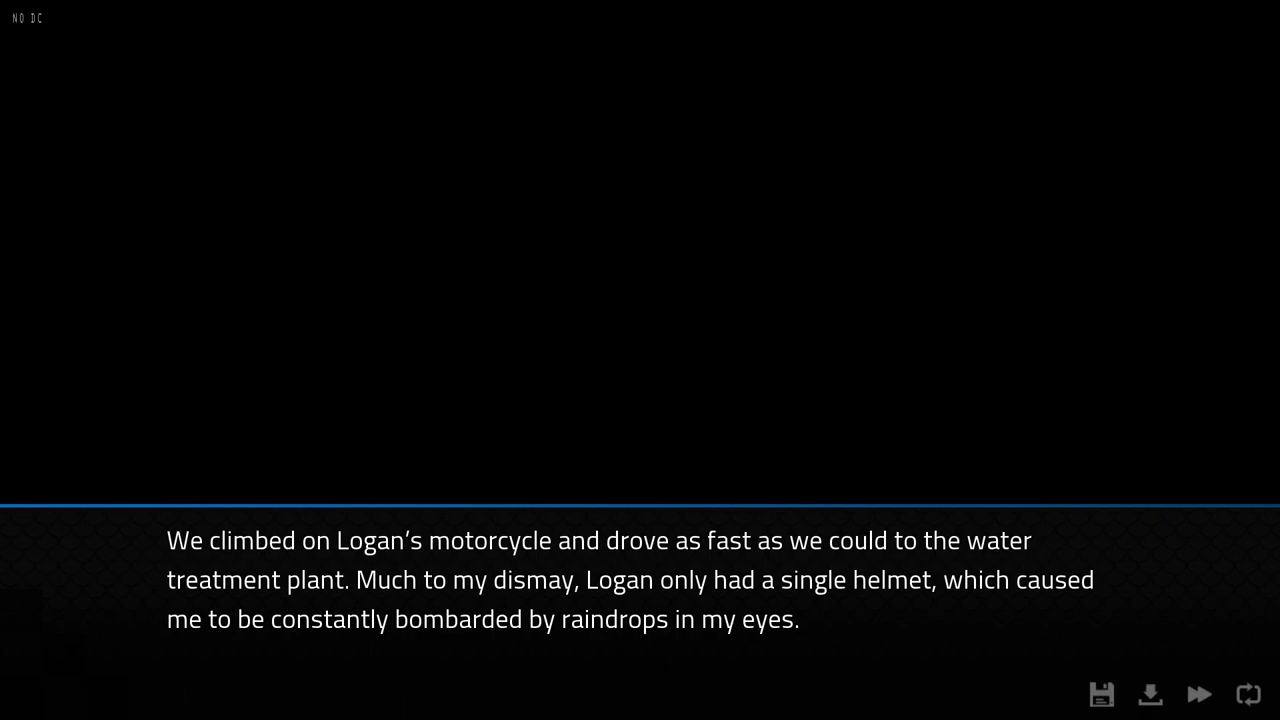 NO DC
We climbed on Logan’s motorcycle and drove as fast as we could to the water
treatment plant. Much to my dismay, Logan only had a single helmet, which caused
me to be constantly bombarded by raindrops in my eyes.